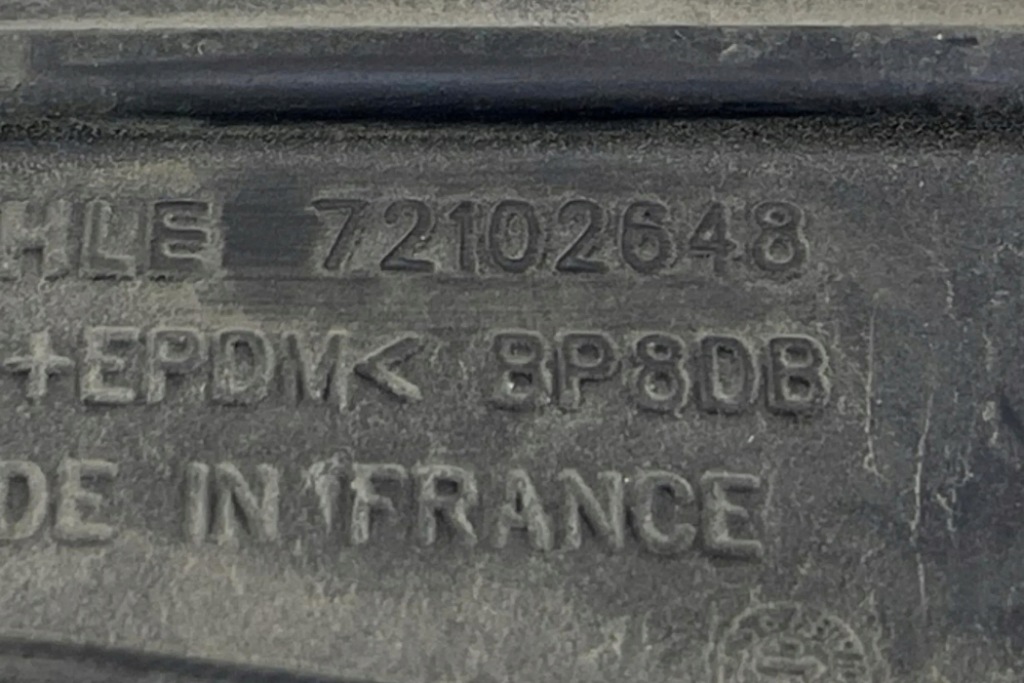 HLE 72102648
+EPDM< 8P8DB
DE IN FRANCE